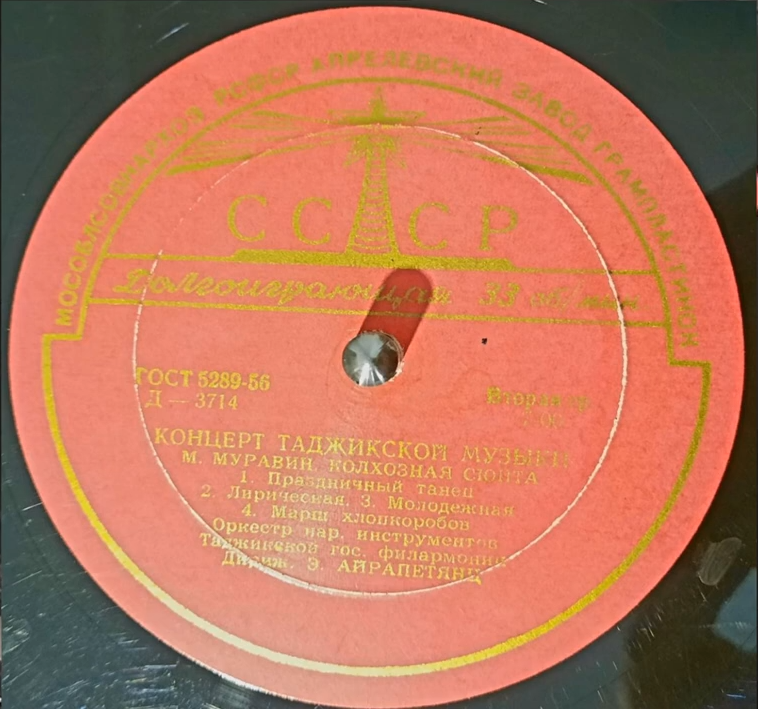 МОСОБЛСОВНАРХОЗ РСФСР АПРЕЛЕВСКИЙ ЗАВОД ГРАМПЛАСТИНОК
СССР
Долгоиграющая 33 об/мин
ГОСТ 5289-56
Вторая ст.
Д — 3714
КОНЦЕРТ ТАДЖИКСКОЙ МУЗЫКИ
М. МУРАВИН. КОЛХОЗНАЯ СЮИТА
1. Праздничный танец
2. Лирическая. 3. Молодежная
4. Марш хлопкоробов
Оркестр нар. инструментов
Таджикской гос. филармонии
Дириж. Э. АЙРАПЕТЯНЦ